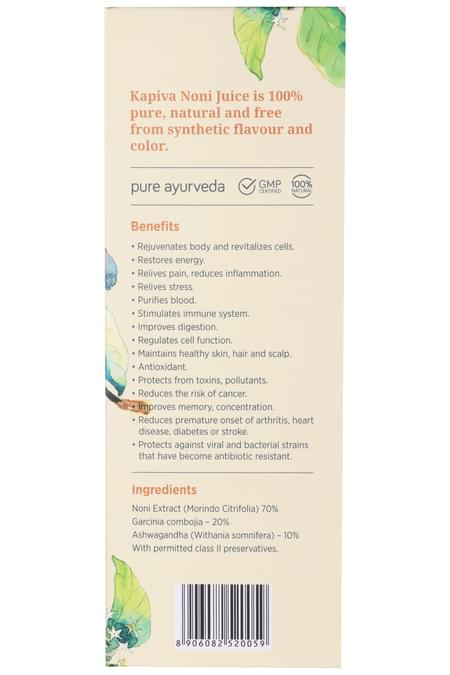 Kapiva Noni Juice is 100%
pure, natural and free
from synthetic flavour and
color.
pure ayurveda
GMP
CERTIFIED
100%
NATURAL
Benefits
• Rejuvenates body and revitalizes cells.
• Restores energy.
• Relives pain, reduces inflammation.
• Relives stress.
• Purifies blood.
• Stimulates immune system.
• Improves digestion.
• Regulates cell function.
• Maintains healthy skin, hair and scalp.
• Antioxidant.
• Protects from toxins, pollutants.
• Reduces the risk of cancer.
• Improves memory, concentration.
• Reduces premature onset of arthritis, heart
disease, diabetes or stroke.
• Protects against viral and bacterial strains
that have become antibiotic resistant.
Ingredients
Noni Extract (Morindo Citrifolia) 70%
Garcinia combojia – 20%
Ashwagandha (Withania somnifera) – 10%
With permitted class II preservatives.
8 906082 520059